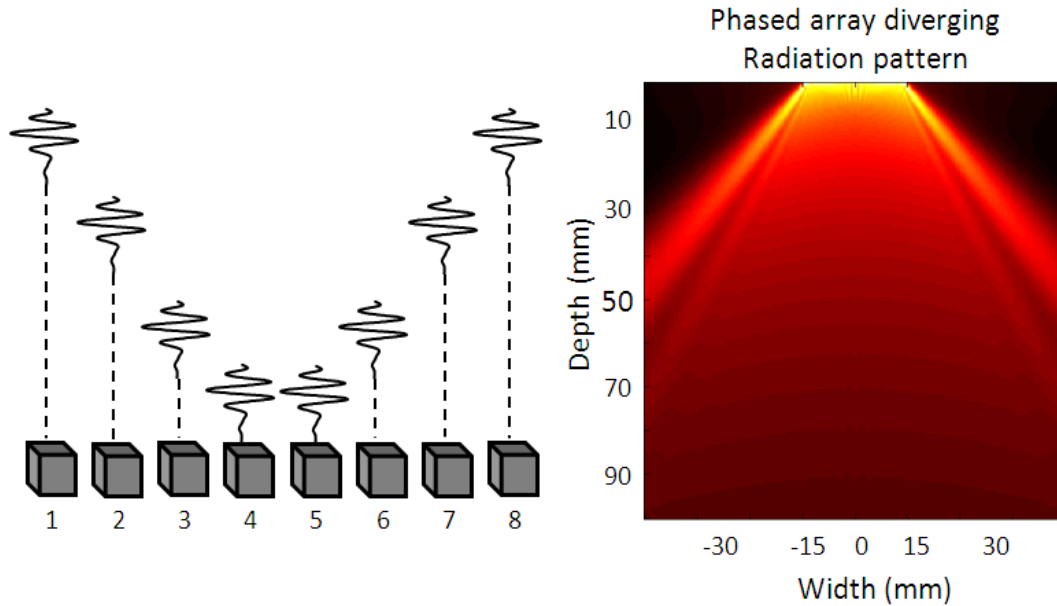 Phased array diverging
Radiation pattern
10
30
50
70
90
Depth (mm)
-30 -15 0 15 30
Width (mm)
1 2 3 4 5 6 7 8